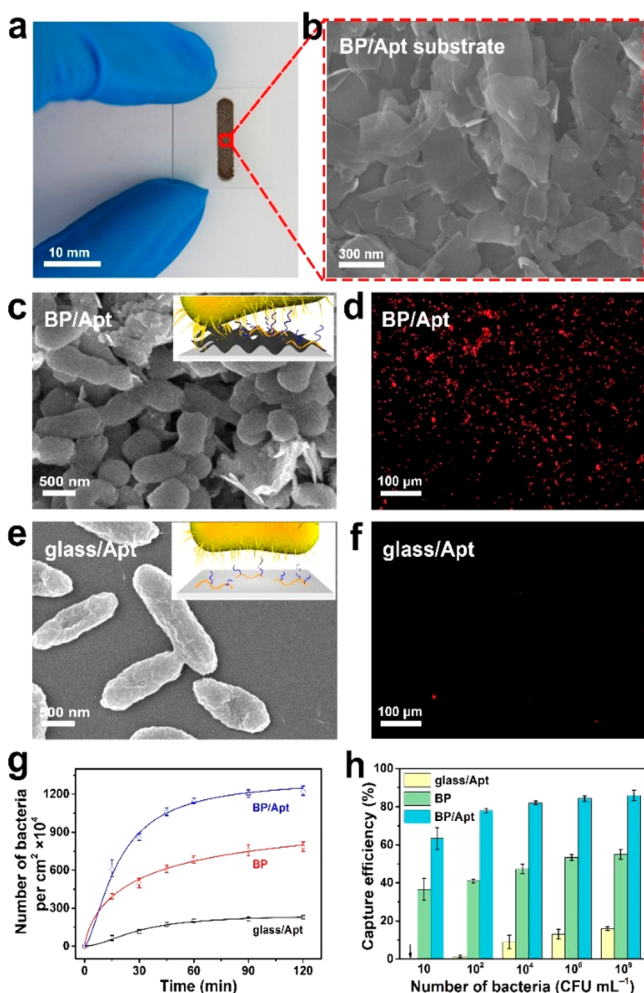 a
10 mm
b
BP/Apt substrate
300 nm
c
BP/Apt
500 nm
d
BP/Apt
100 µm
e
glass/Apt
500 nm
f
glass/Apt
100 µm
g
Number of bacteria
per cm² ×10⁴
1200
900
600
300
0
BP/Apt
BP
glass/Apt
0 30 60 90 120
Time (min)
h
Capture efficiency (%)
100
80
60
40
20
0
glass/Apt
BP
BP/Apt
10 10² 10⁴ 10⁶ 10⁸
Number of bacteria (CFU mL⁻¹)